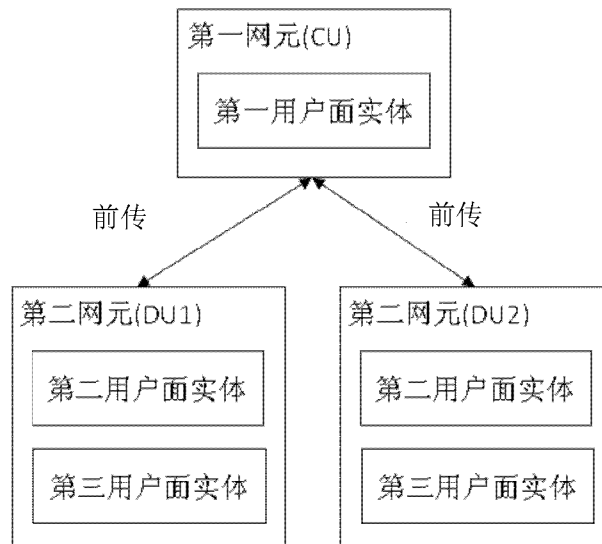 第一网元(CU)
第一用户面实体
前传
前传
第二网元(DU1)
第二用户面实体
第三用户面实体
第二网元(DU2)
第二用户面实体
第三用户面实体